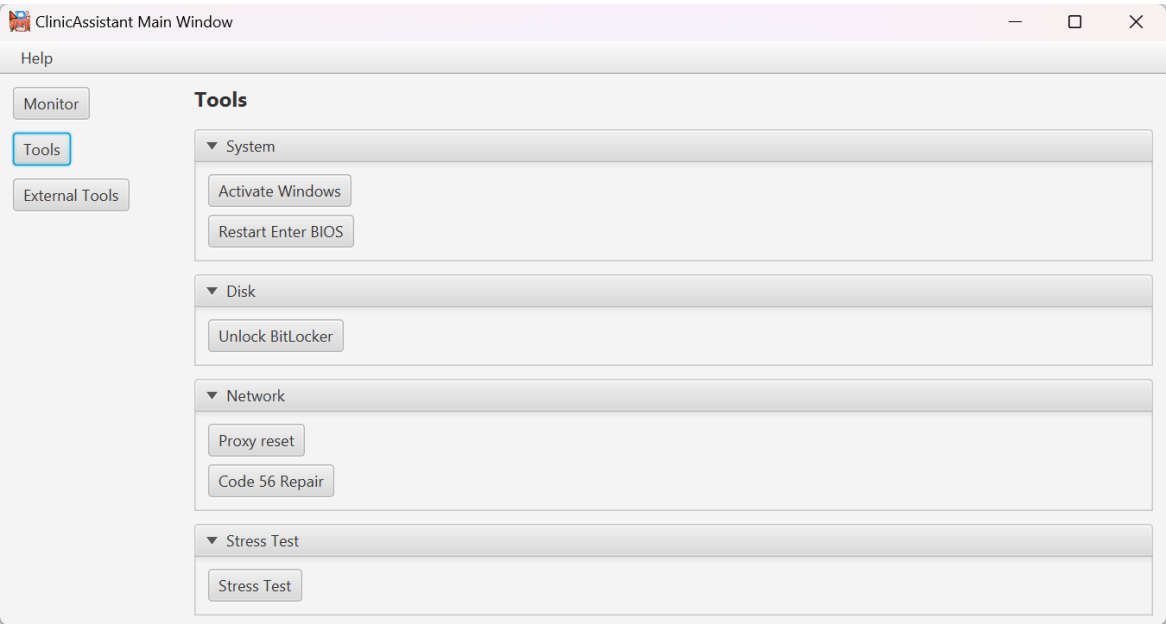 ClinicAssistant Main Window
Help
Monitor
Tools
External Tools
Tools
System
Activate Windows
Restart Enter BIOS
Disk
Unlock BitLocker
Network
Proxy reset
Code 56 Repair
Stress Test
Stress Test